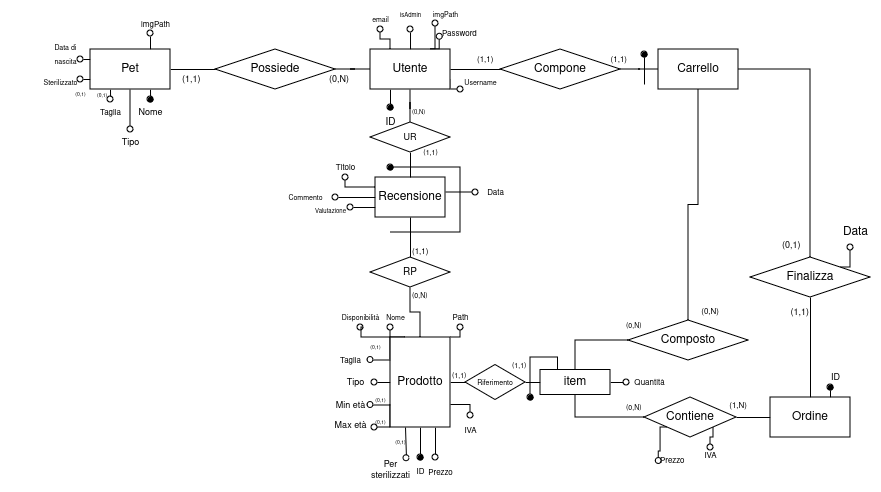 imgPath
email
isAdmin
imgPath
Password
Data di
nascita
Pet
Possiede
Utente
Compone
Carrello
(1,1)
(0,N)
(1,1)
(1,1)
Sterilizzato
Username
(0,1)
(0,1)
Taglia
Nome
Tipo
ID
(0,N)
UR
(1,1)
Titolo
Recensione
Data
Commento
Valutazione
(1,1)
RP
(0,N)
Data
(0,1)
Finalizza
(1,1)
Disponibilità
Nome
Path
(0,N)
(0,N)
Composto
(0,1)
Taglia
Tipo
Prodotto
(1,1)
Riferimento
(1,1)
item
Quantità
ID
Min età
(0,1)
Max età
(0,1)
IVA
(0,N)
Contiene
(1,N)
Ordine
(0,1)
Per
sterilizzati
ID
Prezzo
Prezzo
IVA